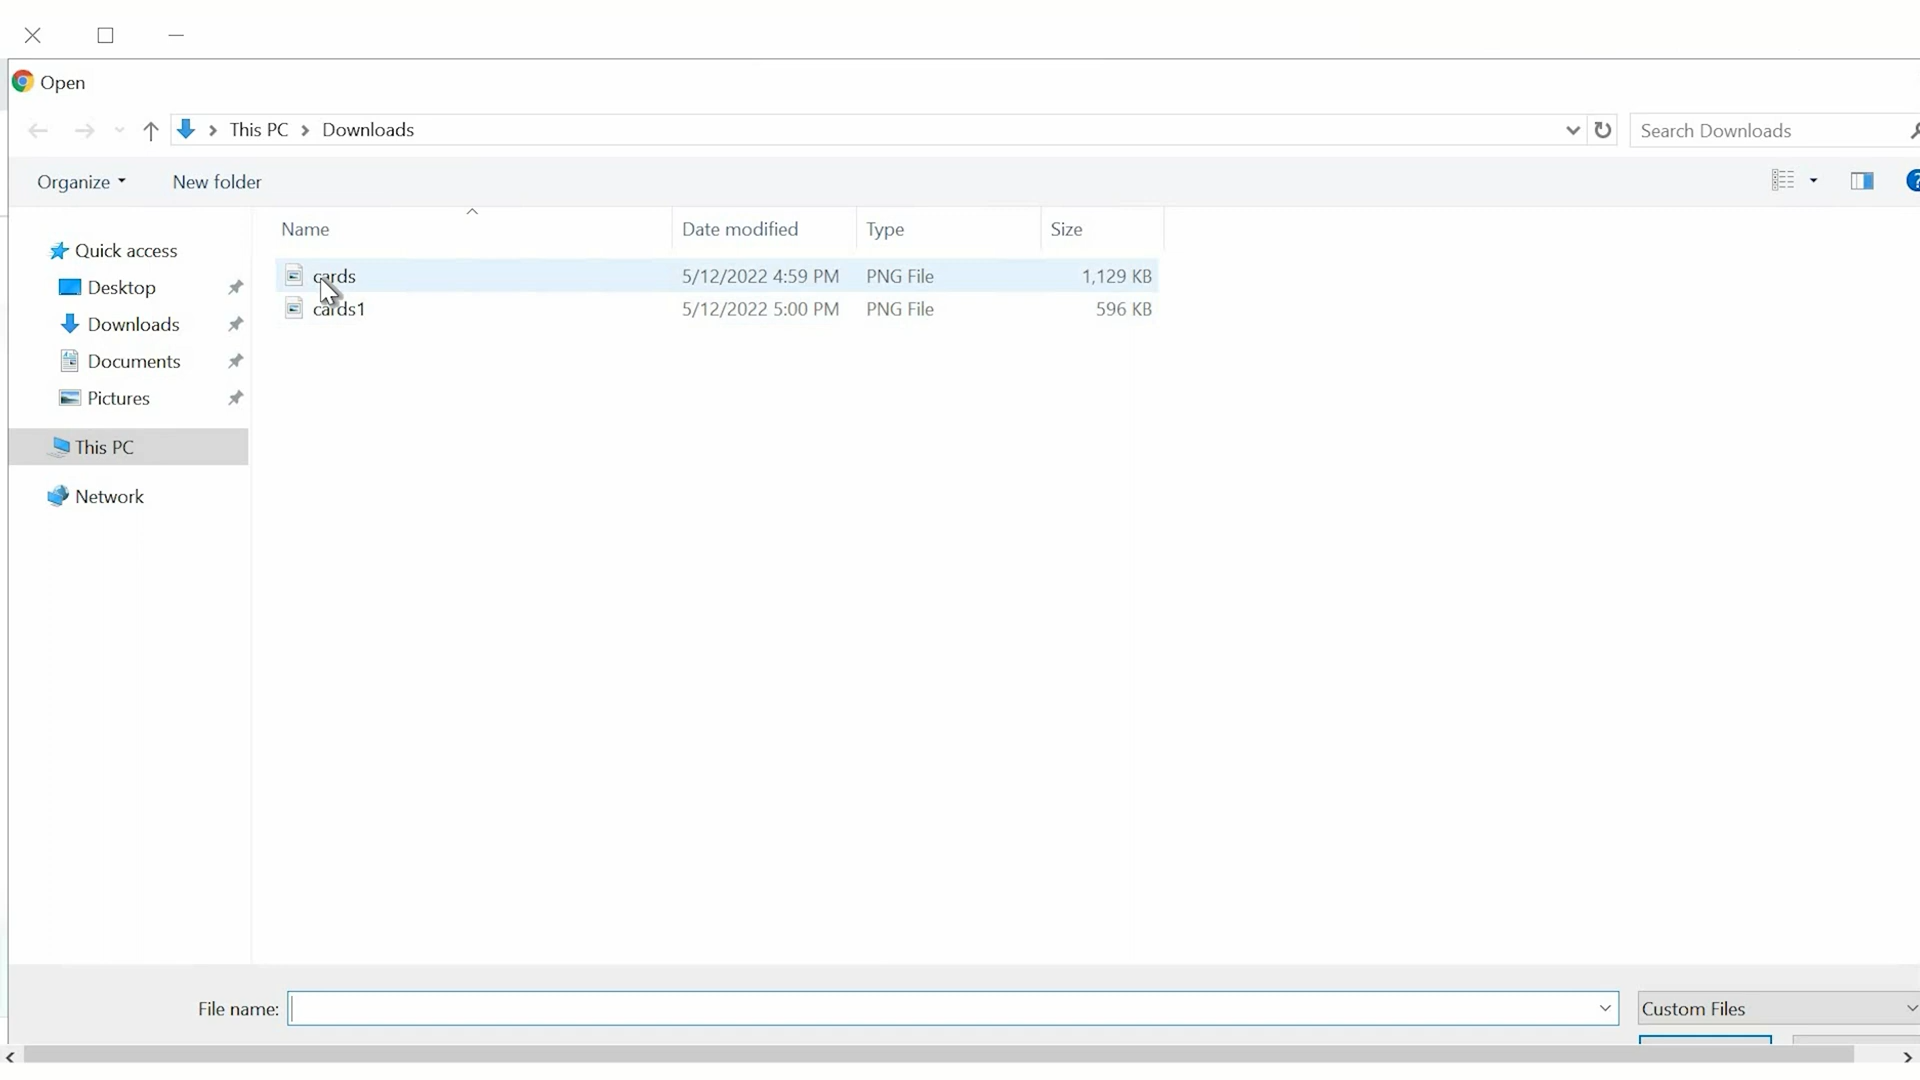 Open
This PC Downloads
Search Downloads
Organize
New folder
Name Date modified Type Size
Quick access
Desktop
Downloads
Documents
Pictures
This PC
Network
cards 5/12/2022 4:59 PM PNG File 1,129 KB
cards1 5/12/2022 5:00 PM PNG File 596 KB
File name:
Custom Files